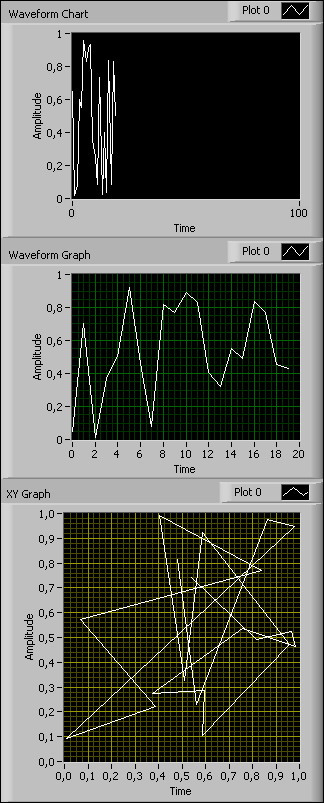 Waveform Chart
Plot 0
1
0,8
0,6
0,4
0,2
0
Amplitude
0 100
Time
Waveform Graph
Plot 0
1
0,8
0,6
0,4
0,2
0
Amplitude
0 2 4 6 8 10 12 14 16 18 20
Time
XY Graph
Plot 0
1,0
0,9
0,8
0,7
0,6
0,5
0,4
0,3
0,2
0,1
0,0
Amplitude
0,0 0,1 0,2 0,3 0,4 0,5 0,6 0,7 0,8 0,9 1,0
Time